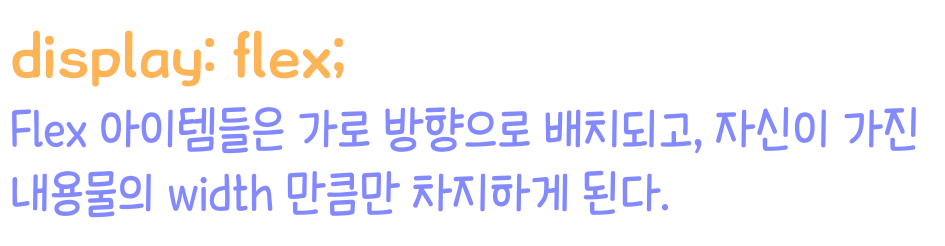 display: flex;
Flex 아이템들은 가로 방향으로 배치되고, 자신이 가진
내용물의 width 만큼만 차지하게 된다.